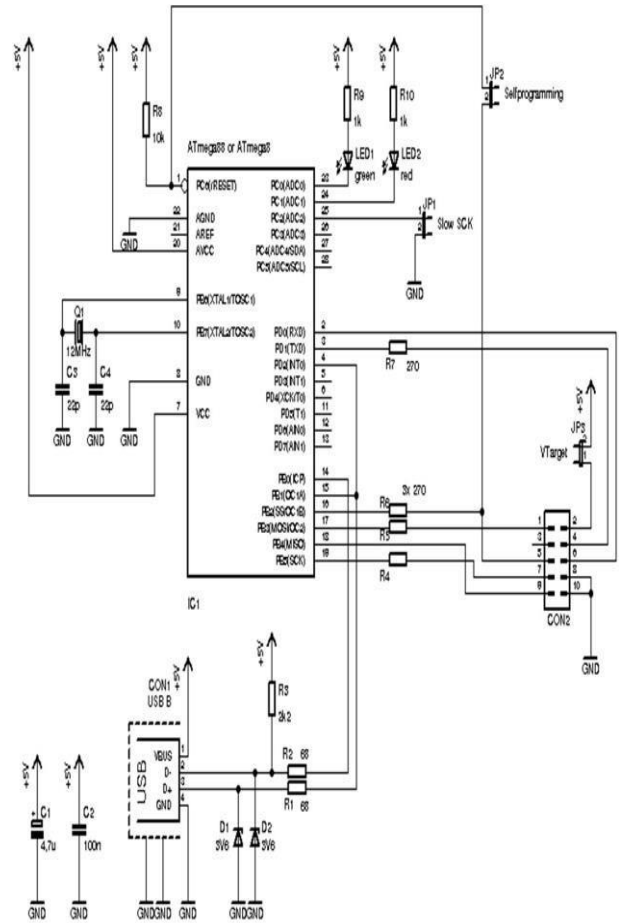 +5V
+5V
+5V
+5V
+5V
R8
10k
R9
1k
R10
1k
1
2
JP2
Selfprogramming
ATmega88 or ATmega8
LED1
green
LED2
red
1
PC6(/RESET)
PC0(ADC0)
23
PC1(ADC1)
24
22
AGND
PC2(ADC2)
25
21
AREF
PC3(ADC3)
26
20
AVCC
PC4(ADC4/SDA)
27
PC5(ADC5/SCL)
28
GND
1
2
JP1
Slow SCK
GND
9
PB6(XTAL1/TOSC1)
Q1
12MHz
10
PB7(XTAL2/TOSC2)
PD0(RXD)
2
PD1(TXD)
3
R7
270
PD2(INT0)
4
C3
22p
C4
22p
8
GND
PD3(INT1)
5
PD4(XCK/T0)
6
7
VCC
PD5(T1)
11
PD6(AIN0)
12
PD7(AIN1)
13
GND
GND
GND
+5V
JP3
2
1
VTarget
PB0(ICP)
14
PB1(OC1A)
15
PB2(SS/OC1B)
16
R6
3x 270
PB3(MOSI/OC2)
17
R5
PB4(MISO)
18
PB5(SCK)
19
R4
1
2
3
4
5
6
7
8
9
10
CON2
GND
IC1
CON1
USB B
+5V
+5V
R3
2k2
USB
VBUS
1
D-
2
D+
3
GND
4
R2
68
R1
68
+5V
C1
+
4,7u
+5V
C2
100n
D1
3V6
D2
3V6
GND
GND
GND
GND
GND
GND
GND